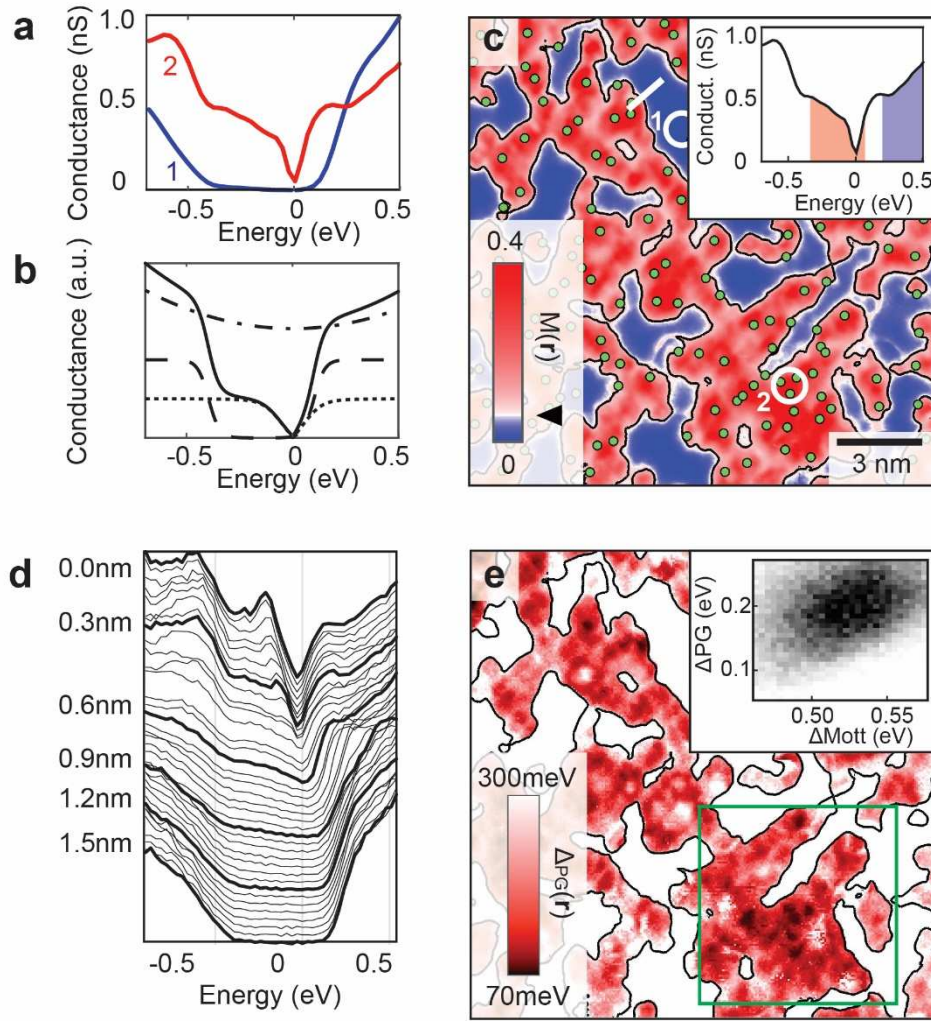 a
Conductance (nS)
1.0
0.5
0
2
1
-0.5
0
0.5
Energy (eV)
b
Conductance (a.u.)
-0.5
0
0.5
Energy (eV)
c
1
2
0.4
M(r)
0
3 nm
Conduct. (nS)
1.0
0.5
0
-0.5
0
0.5
Energy (eV)
d
0.0nm
0.3nm
0.6nm
0.9nm
1.2nm
1.5nm
-0.5
0
0.5
Energy (eV)
e
300meV
ΔPG(r)
70meV
ΔPG (eV)
0.2
0.1
0.50
0.55
ΔMott (eV)